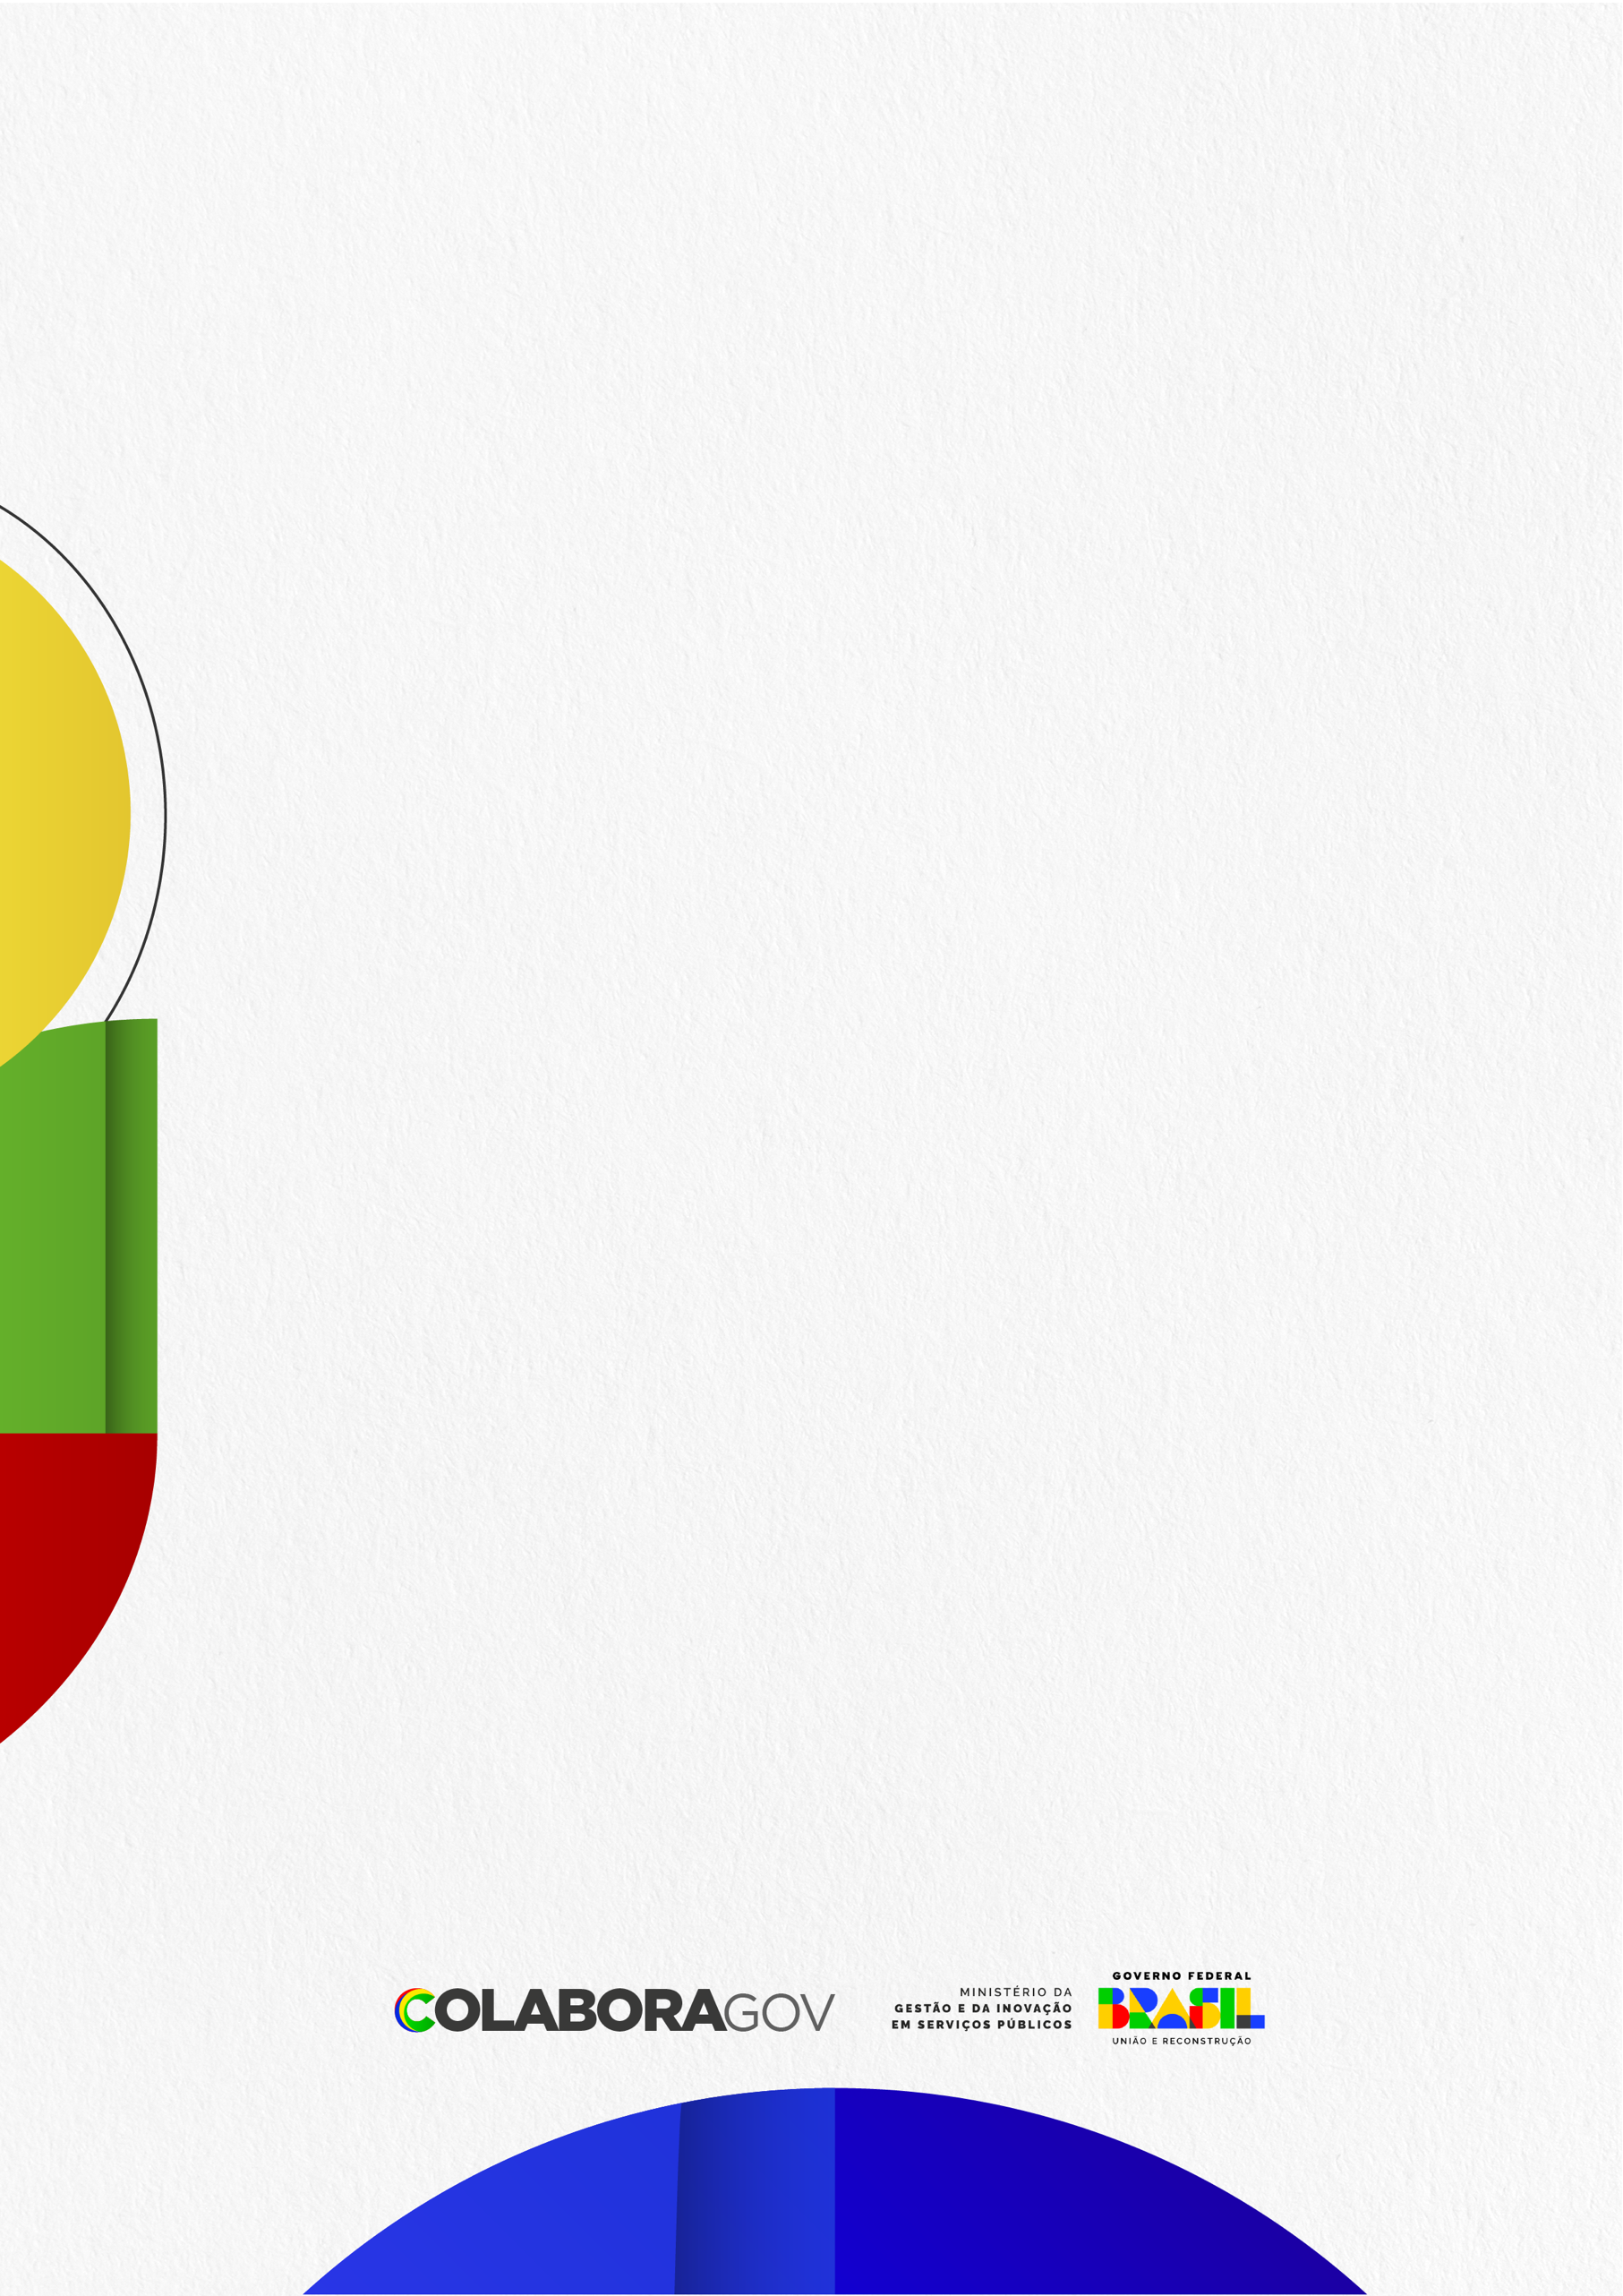 COLABORAGOV
MINISTÉRIO DA
GESTÃO E DA INOVAÇÃO
EM SERVIÇOS PÚBLICOS
GOVERNO FEDERAL
BRASIL
UNIÃO E RECONSTRUÇÃO